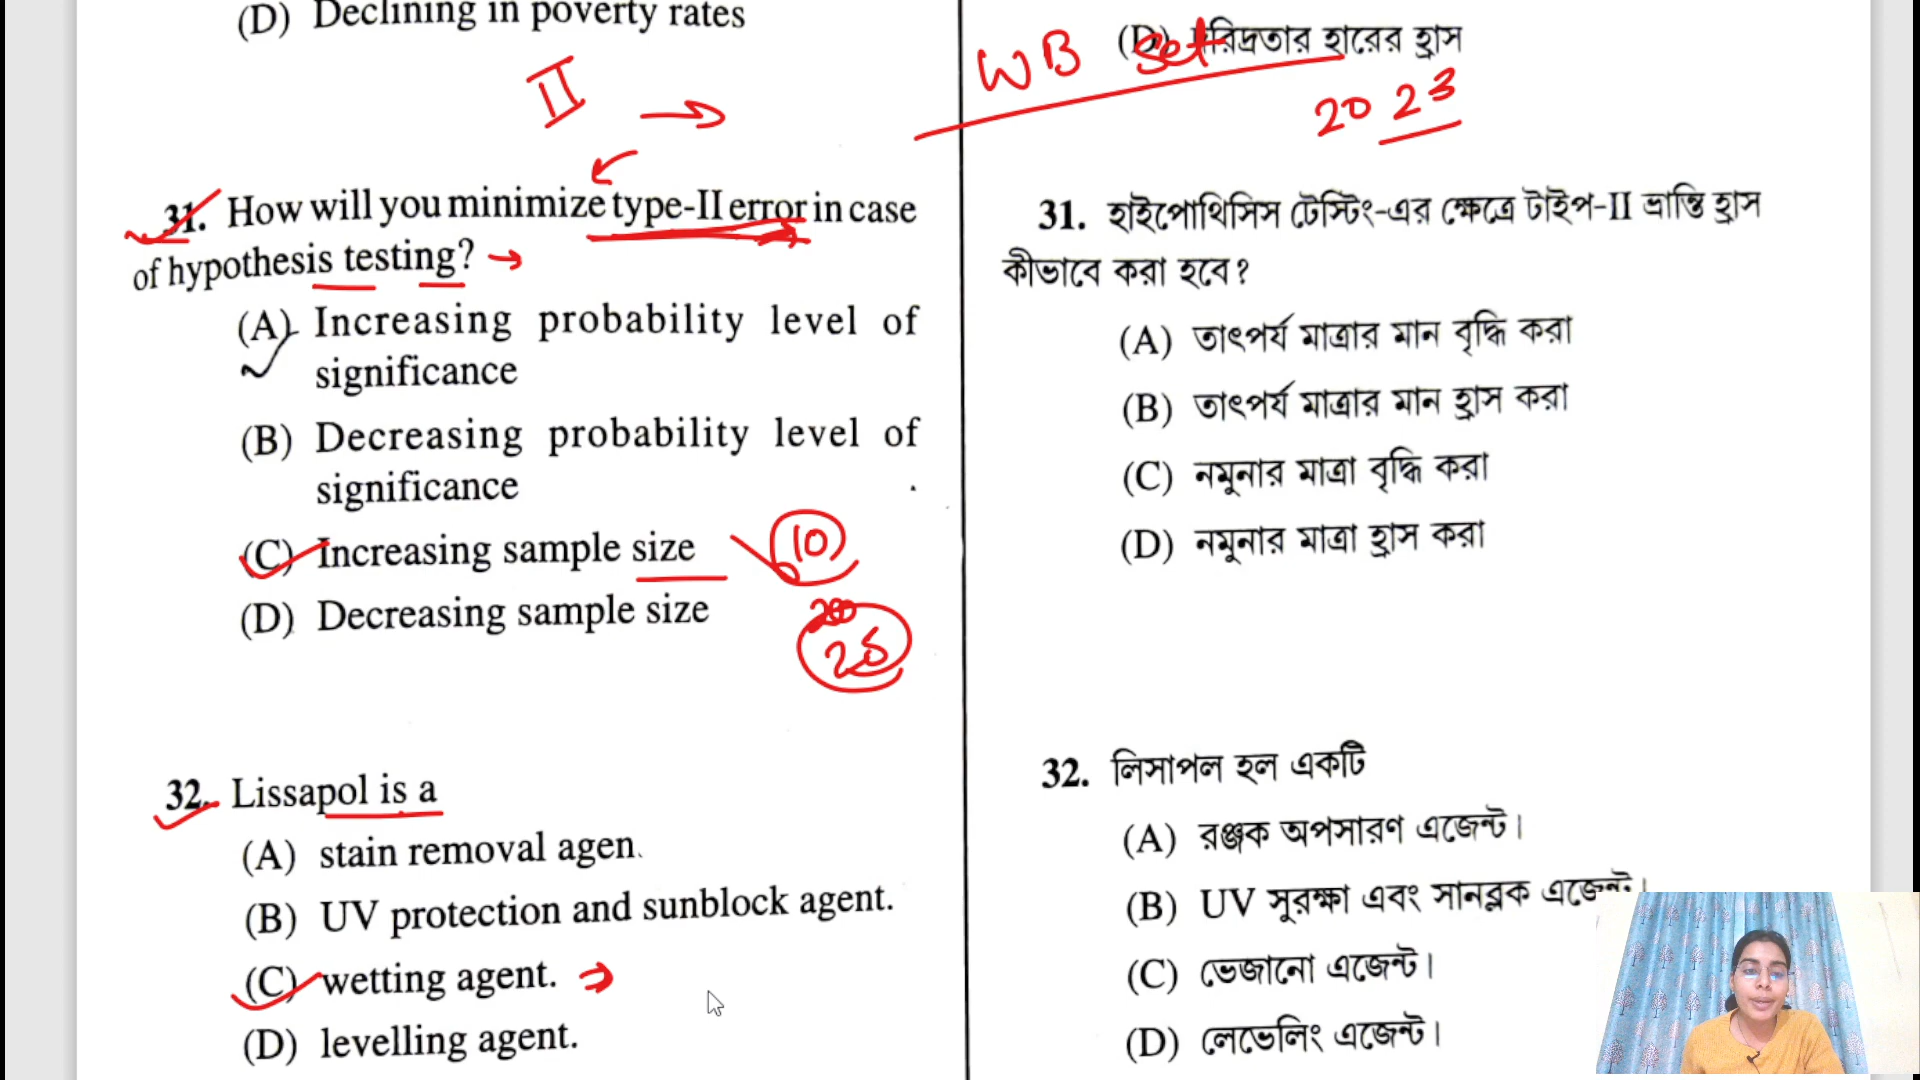 (D) Declining in poverty rates
II
31. How will you minimize type-II error in case
of hypothesis testing?
(A) Increasing probability level of
significance
(B) Decreasing probability level of
significance
(C) Increasing sample size
10
(D) Decreasing sample size
25
32. Lissapol is a
(A) stain removal agen
(B) UV protection and sunblock agent.
(C) wetting agent.
(D) levelling agent.
(D) দরিদ্রতার হারের হ্রাস
WB Set
2023
31. হাইপোথিসিস টেস্টিং-এর ক্ষেত্রে টাইপ-II ভ্রান্তি হ্রাস
কীভাবে করা হবে?
(A) তাৎপর্য মাত্রার মান বৃদ্ধি করা
(B) তাৎপর্য মাত্রার মান হ্রাস করা
(C) নমুনার মাত্রা বৃদ্ধি করা
(D) নমুনার মাত্রা হ্রাস করা
32. লিসাপল হল একটি
(A) রঞ্জক অপসারণ এজেন্ট।
(B) UV সুরক্ষা এবং সানব্লক এজেন্ট।
(C) ভেজানো এজেন্ট।
(D) লেভেলিং এজেন্ট।